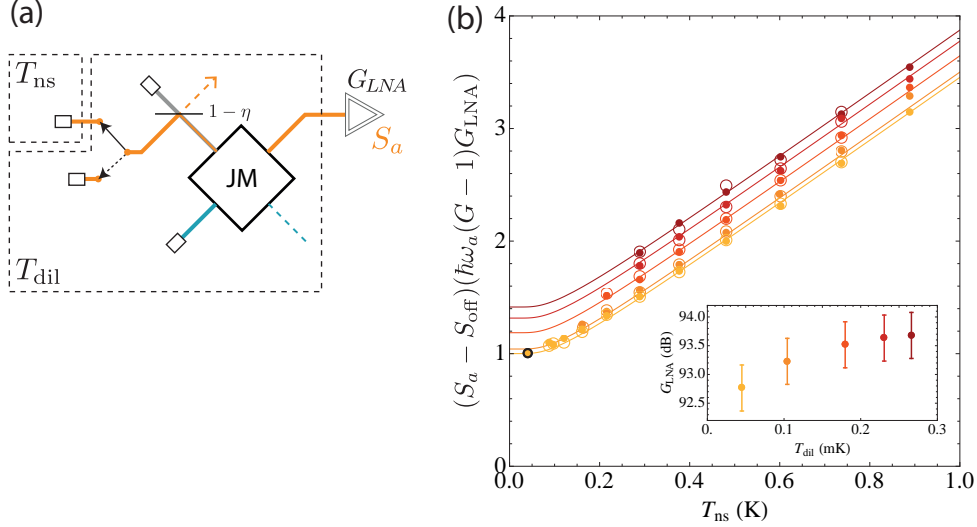 (a)
T_ns
T_dil
1 − η
JM
G_LNA
S_a
(b)
(S_a − S_off)(ħω_a(G − 1)G_LNA)
4
3
2
1
0
0.0
0.2
0.4
0.6
0.8
1.0
T_ns (K)
G_LNA (dB)
94.0
93.5
93.0
92.5
0.
0.1
0.2
0.3
T_dil (mK)